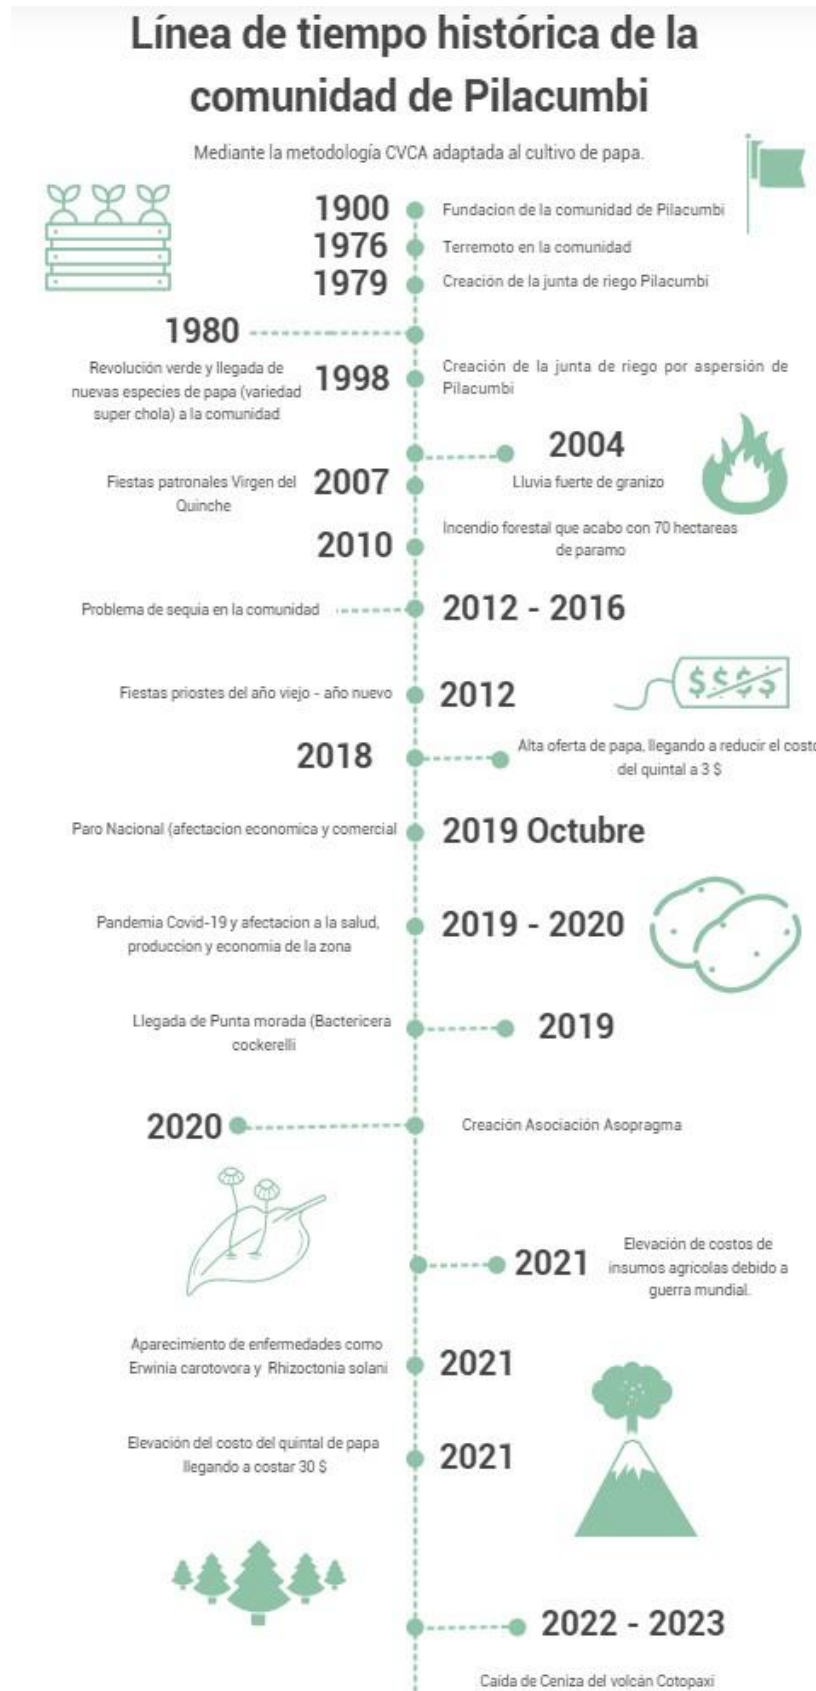 Línea de tiempo histórica de la
comunidad de Pilacumbi
Mediante la metodología CVCA adaptada al cultivo de papa.
1900
Fundacion de la comunidad de Pilacumbi
1976
Terremoto en la comunidad
1979
Creación de la junta de riego Pilacumbi
1980
Revolución verde y llegada de
nuevas especies de papa (variedad
super chola) a la comunidad
1998
Creación de la junta de riego por aspersión de
Pilacumbi
2004
Lluvia fuerte de granizo
Fiestas patronales Virgen del
Quinche
2007
2010
Incendio forestal que acabo con 70 hectareas
de paramo
Problema de sequia en la comunidad
2012 - 2016
Fiestas priostes del año viejo - año nuevo
2012
$$$$
2018
Alta oferta de papa, llegando a reducir el costo
del quintal a 3 $
Paro Nacional (afectacion economica y comercial
2019 Octubre
Pandemia Covid-19 y afectacion a la salud,
produccion y economia de la zona
2019 - 2020
Llegada de Punta morada (Bactericera
cockerelli
2019
2020
Creación Asociación Asopragma
2021
Elevación de costos de
insumos agricolas debido a
guerra mundial.
Aparecimiento de enfermedades como
Erwinia carotovora y Rhizoctonia solani
2021
Elevación del costo del quintal de papa
llegando a costar 30 $
2021
2022 - 2023
Caida de Ceniza del volcán Cotopaxi